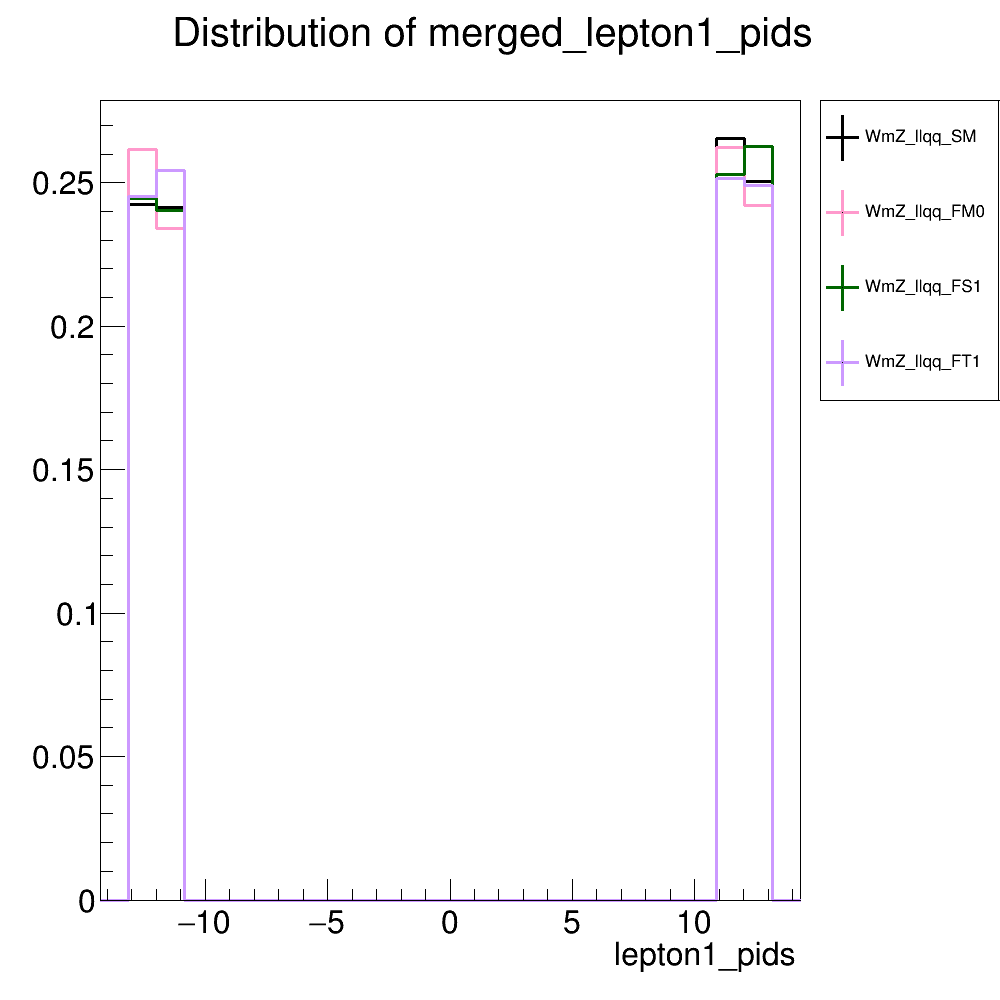 Distribution of merged_lepton1_pids
WmZ_llqq_SM
WmZ_llqq_FM0
WmZ_llqq_FS1
WmZ_llqq_FT1
0.25
0.2
0.15
0.1
0.05
0
−10 −5 0 5 10
lepton1_pids